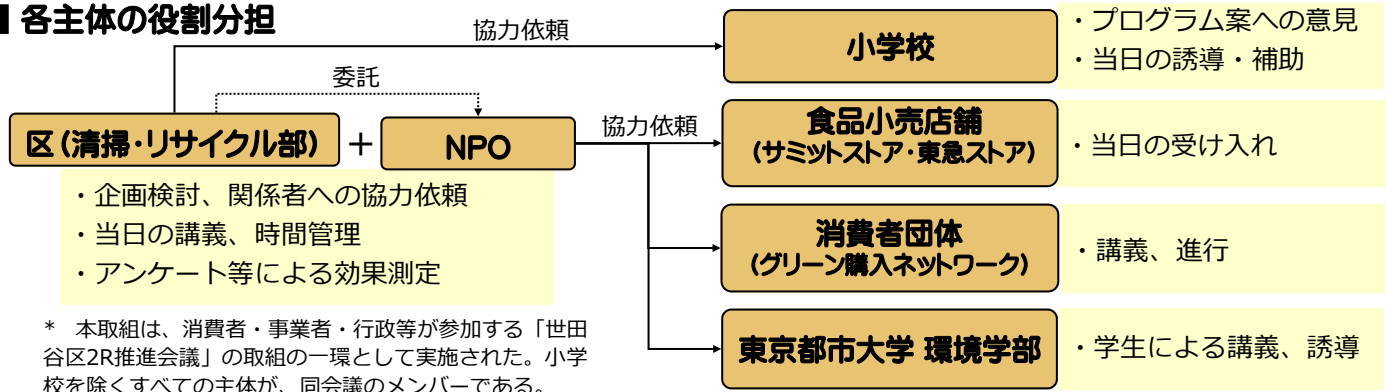 各主体の役割分担
協力依頼
小学校
・プログラム案への意見
・当日の誘導・補助
委託
区(清掃・リサイクル部)
+
NPO
協力依頼
食品小売店舗
(サミットストア・東急ストア)
・当日の受け入れ
・企画検討、関係者への協力依頼
・当日の講義、時間管理
・アンケート等による効果測定
消費者団体
(グリーン購入ネットワーク)
・講義、進行
東京都市大学 環境学部
・学生による講義、誘導
* 本取組は、消費者・事業者・行政等が参加する「世田
谷区2R推進会議」の取組の一環として実施された。小学
校を除くすべての主体が、同会議のメンバーである。